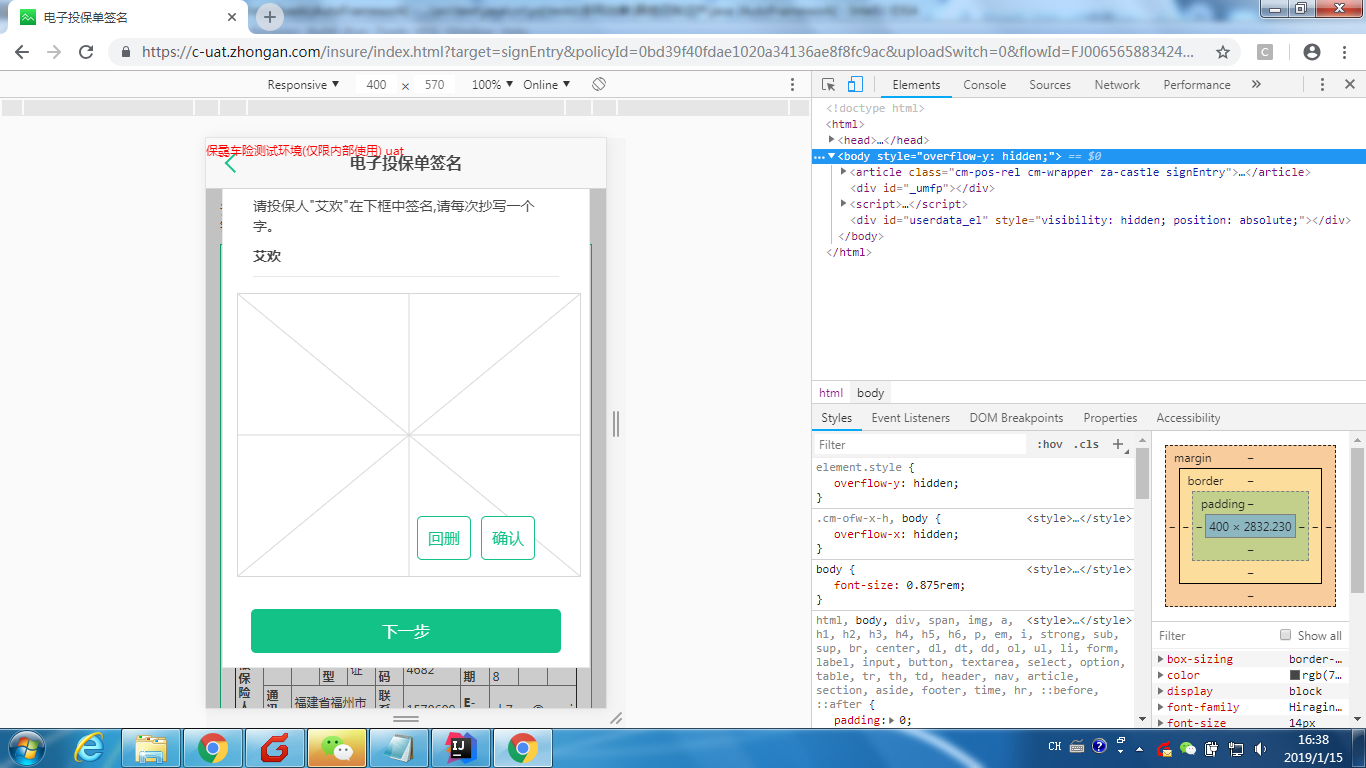 电子投保单签名
https://c-uat.zhongan.com/insure/index.html?target=signEntry&policyId=0bd39f40fdae1020a34136ae8f8fc9ac&uploadSwitch=0&flowId=FJ006565883424...
Responsive 400 × 570 100% Online
Elements Console Sources Network Performance »
<!doctype html>
<html>
<head>…</head>
<body style="overflow-y: hidden;"> == $0
<article class="cm-pos-rel cm-wrapper za-castle signEntry">…</article>
<div id="_umfp"></div>
<script>…</script>
<div id="userdata_el" style="visibility: hidden; position: absolute;"></div>
</body>
</html>
保骉车险测试环境(仅限内部使用) uat
电子投保单签名
请投保人"艾欢"在下框中签名,请每次抄写一个
字。
艾欢
回删 确认
下一步
保险人
型 证 码 4682 期 8
福建省福州市
E-
html body
Styles Event Listeners DOM Breakpoints Properties Accessibility
Filter :hov .cls +
element.style {
overflow-y: hidden;
}
.cm-ofw-x-h, body { <style>…</style>
overflow-x: hidden;
}
body { <style>…</style>
font-size: 0.875rem;
}
html, body, div, span, img, a, <style>…</style>
h1, h2, h3, h4, h5, h6, p, em, i, strong, sub,
sup, br, center, dl, dt, dd, ol, ul, li, form,
label, input, button, textarea, select, option,
table, tr, th, td, header, nav, article,
section, aside, footer, time, hr, ::before,
::after {
padding: 0;
margin –
border –
padding –
400 × 2832.230
Filter Show all
box-sizing border-…
color rgb(7…
display block
font-family Hiragin…
font-size 14px
CH
16:38
2019/1/15